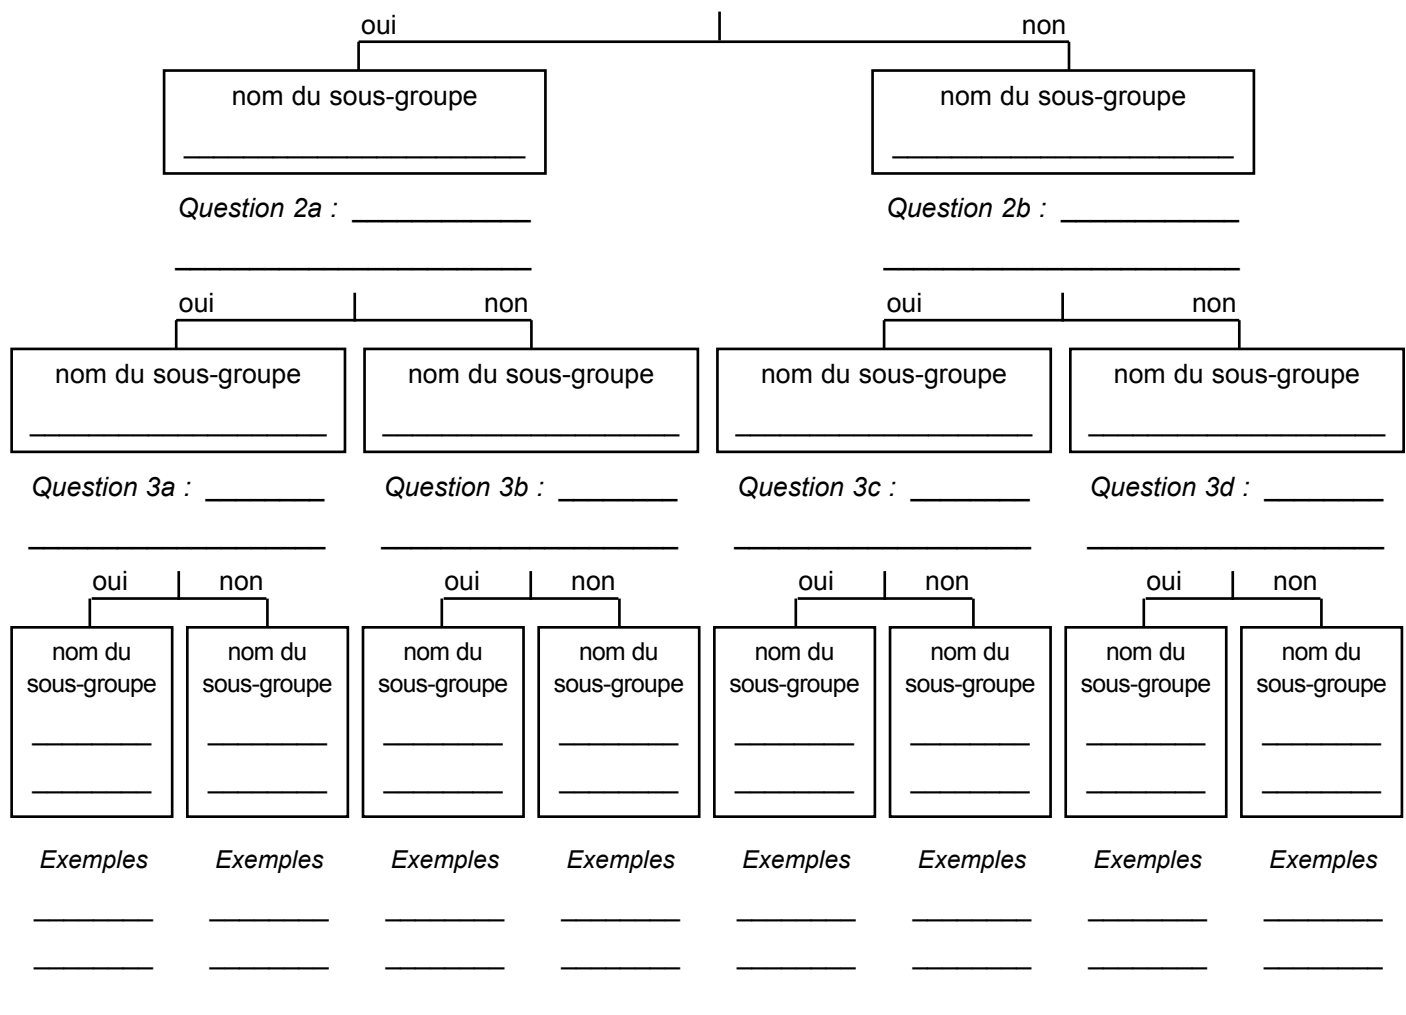 oui non
nom du sous-groupe nom du sous-groupe
Question 2a : Question 2b :
oui non oui non
nom du sous-groupe nom du sous-groupe nom du sous-groupe nom du sous-groupe
Question 3a : Question 3b : Question 3c : Question 3d :
oui non oui non oui non oui non
nom du nom du nom du nom du nom du nom du nom du nom du
sous-groupe sous-groupe sous-groupe sous-groupe sous-groupe sous-groupe sous-groupe sous-groupe
Exemples Exemples Exemples Exemples Exemples Exemples Exemples Exemples